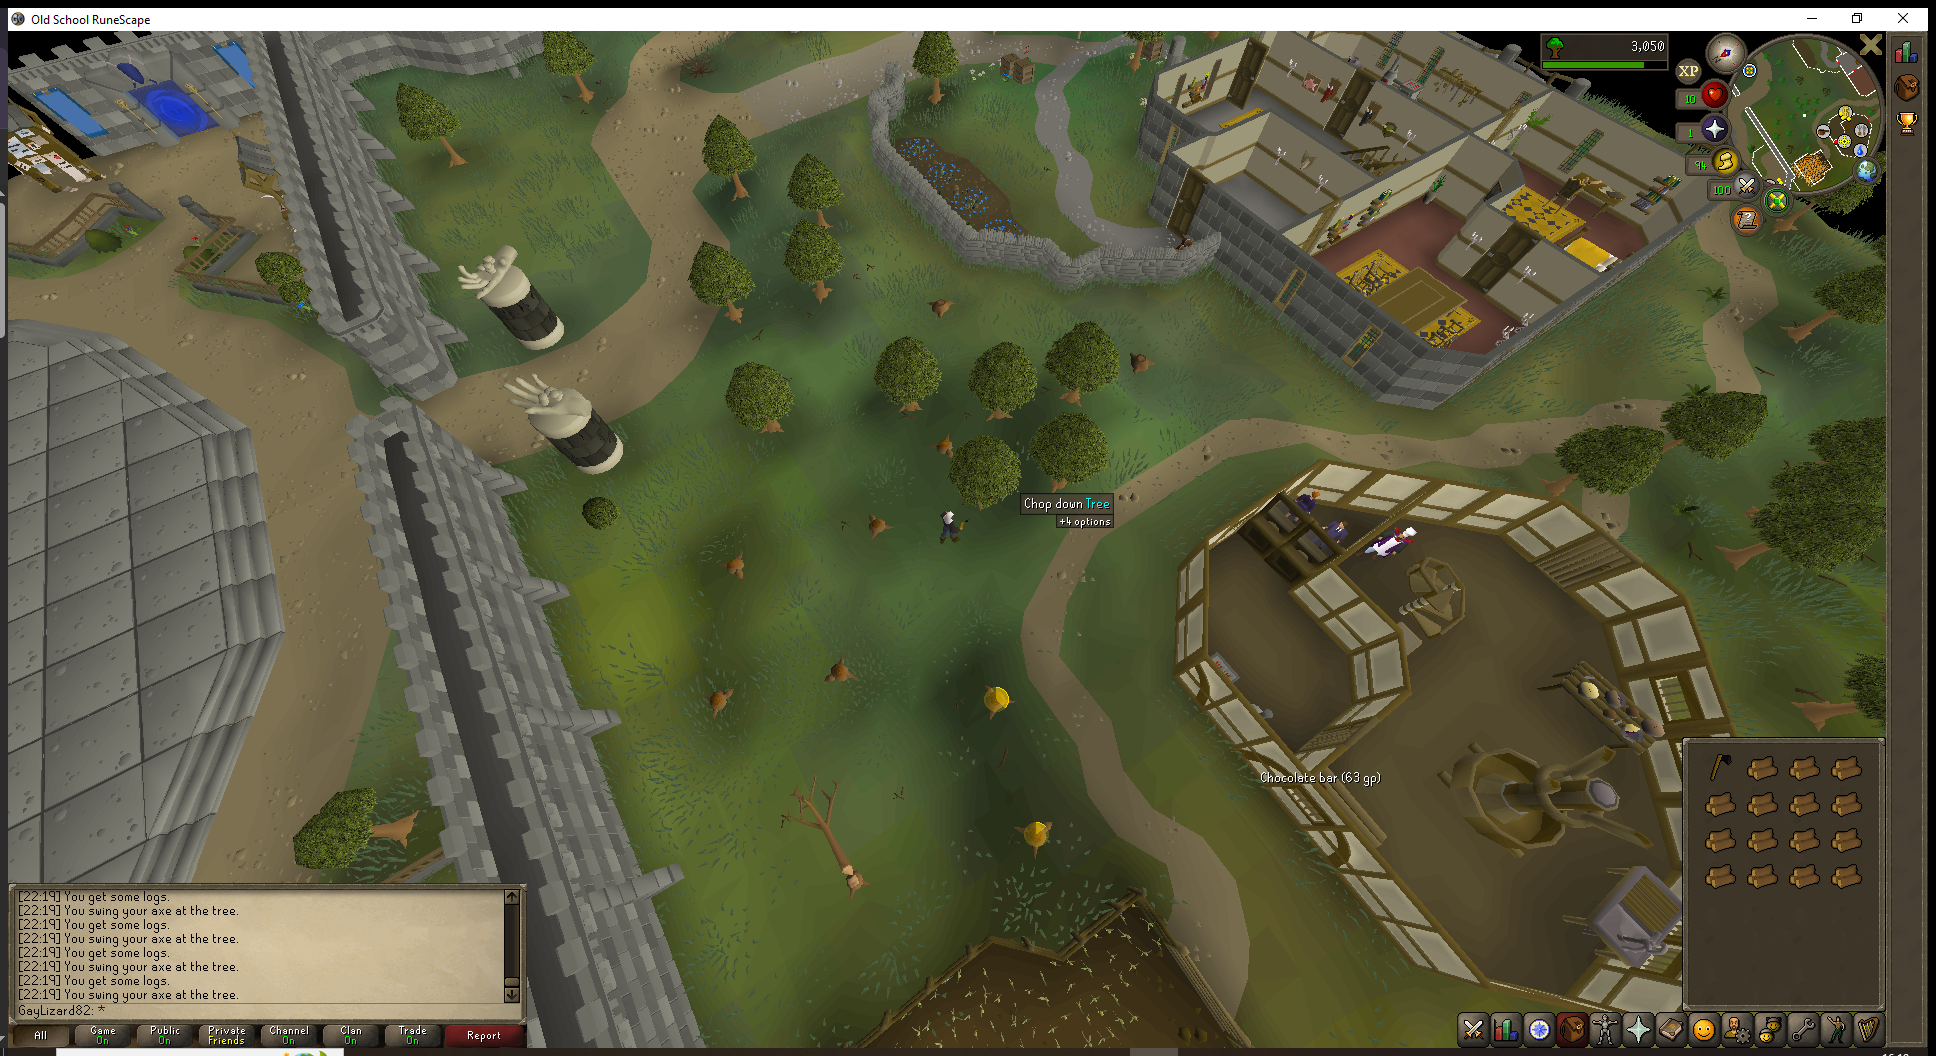 Old School RuneScape
3,050
XP
10
1
94
100
Chop down Tree
+4 options
Chocolate bar (63 gp)
[22:19] You get some logs.
[22:19] You swing your axe at the tree.
[22:19] You get some logs.
[22:19] You swing your axe at the tree.
[22:19] You get some logs.
[22:19] You swing your axe at the tree.
[22:19] You get some logs.
[22:19] You swing your axe at the tree.
GayLizard82: *
All
Game
On
Public
On
Private
Friends
Channel
On
Clan
On
Trade
On
Report